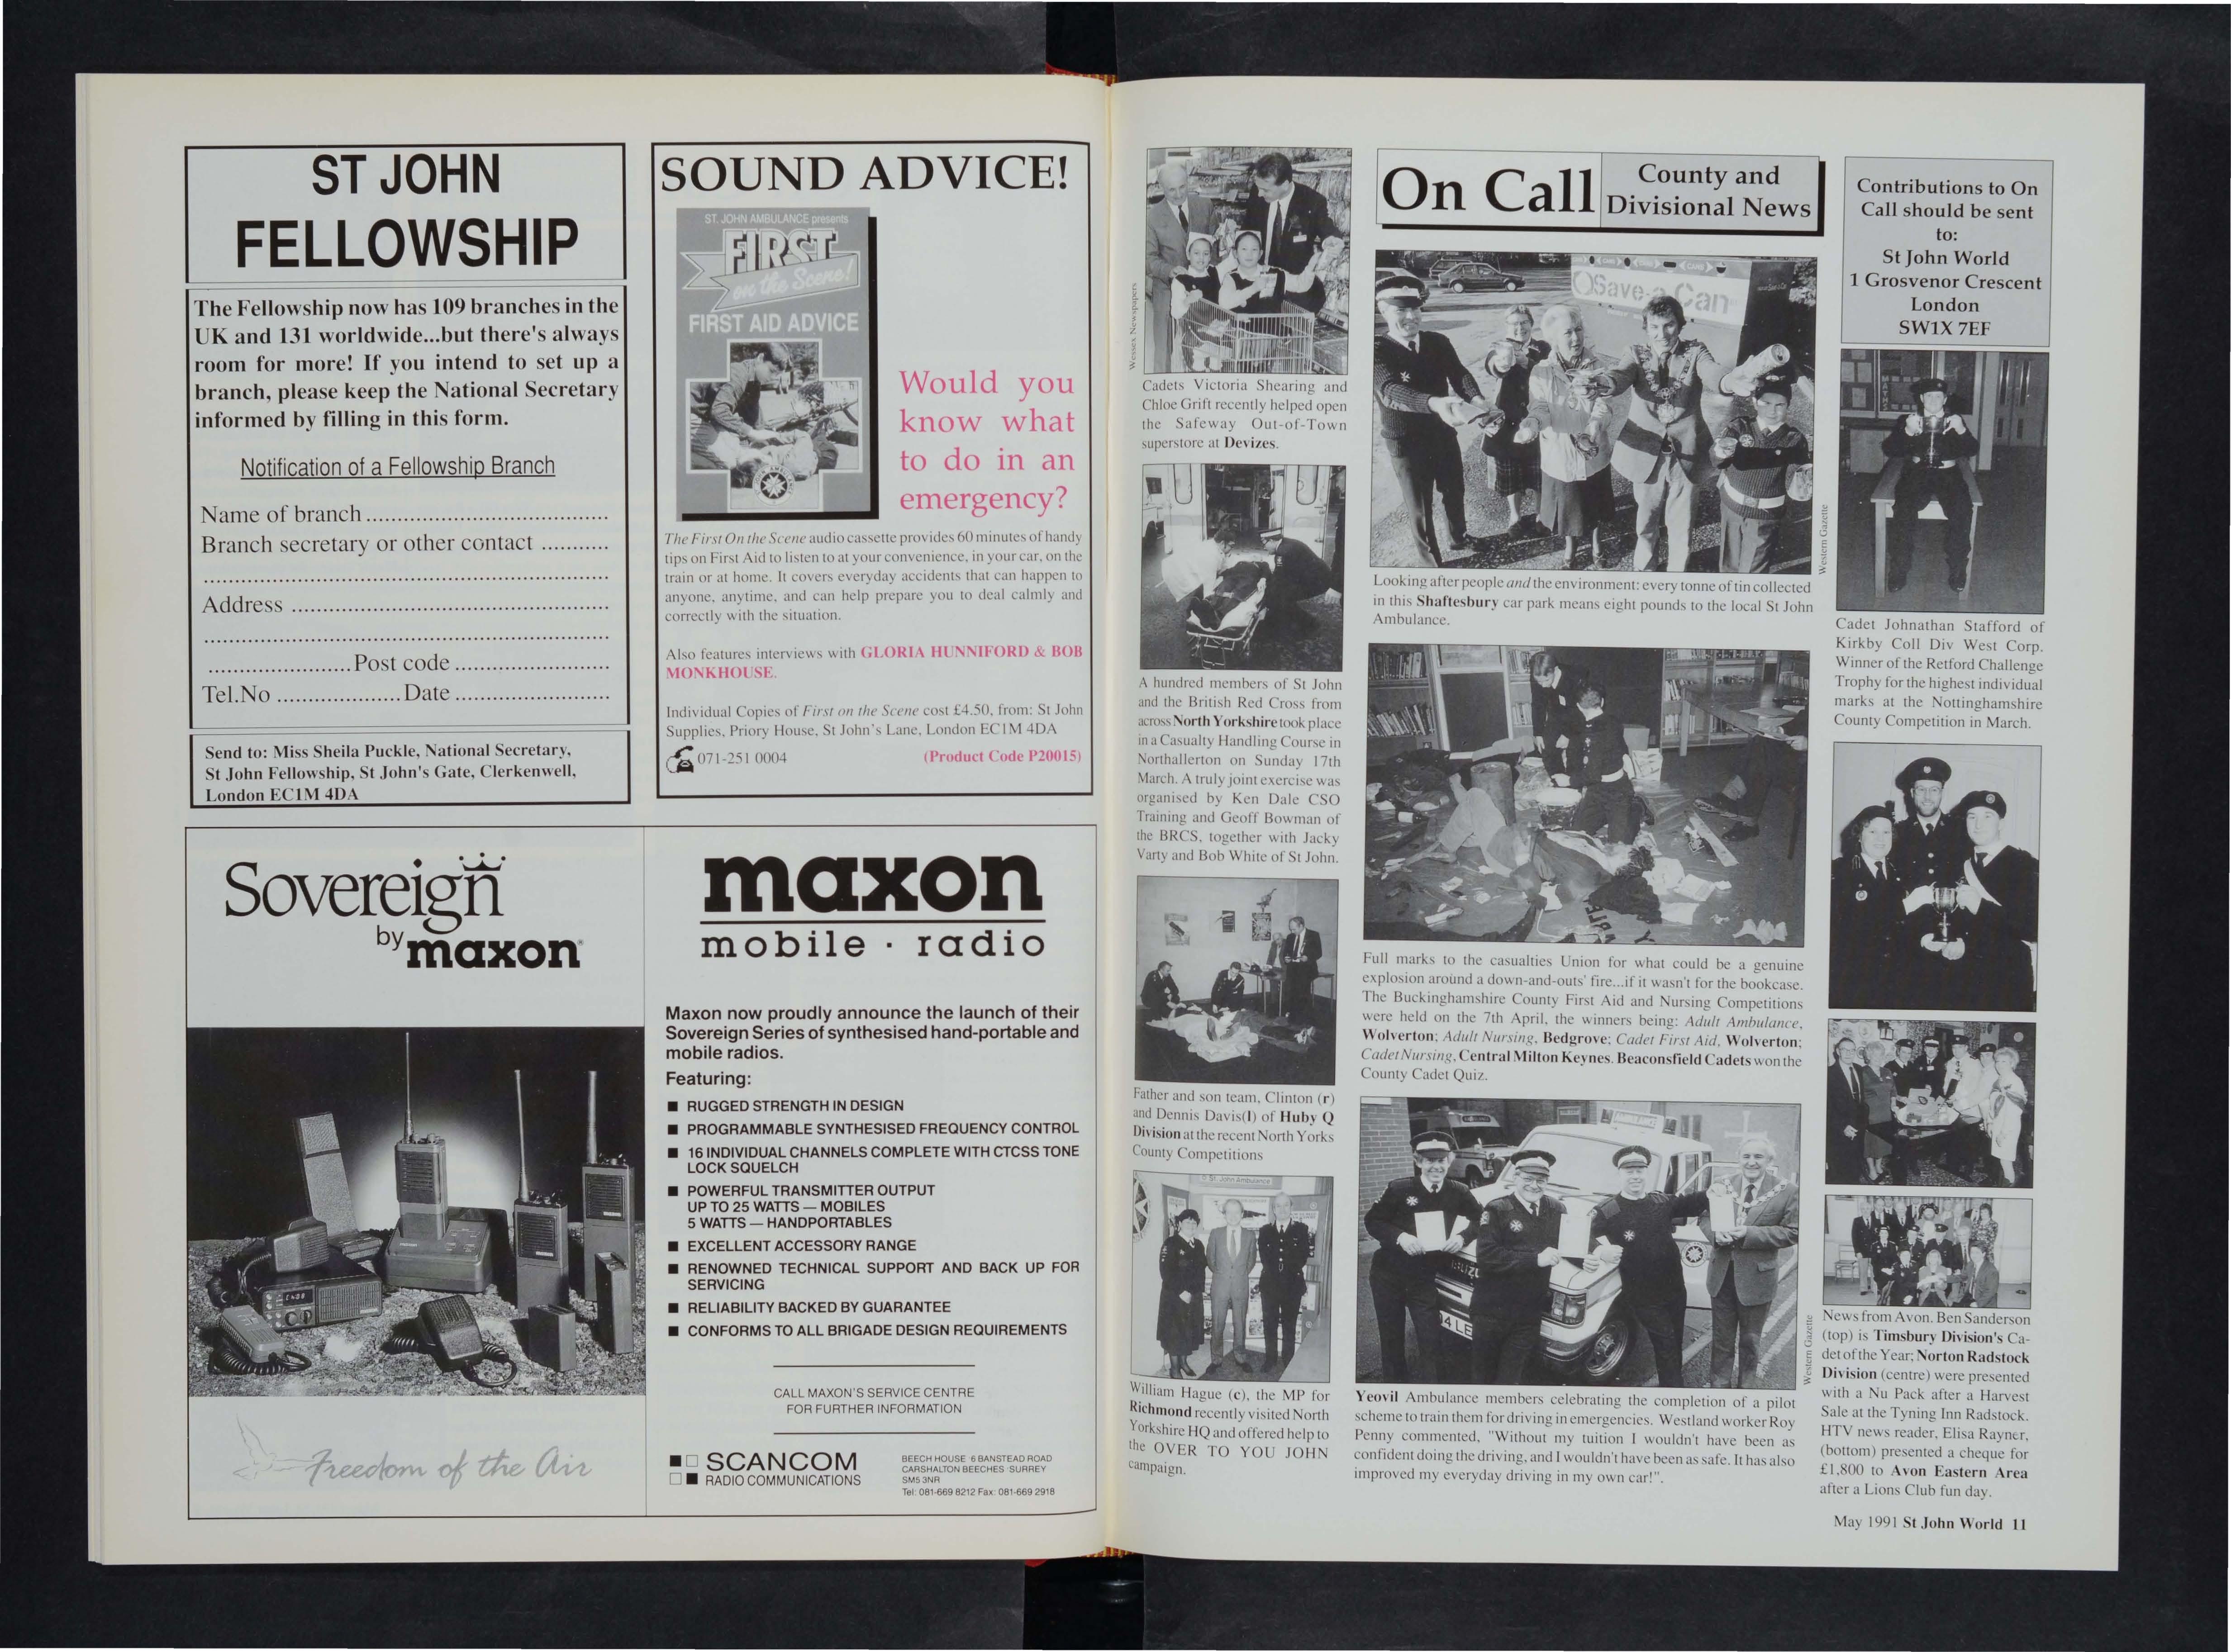 ST JOHN
FELLOWSHIP
The Fellowship now has 109 branches in the
UK and 131 worldwide...but there's always
room for more! If you intend to set up a
branch, please keep the National Secretary
informed by filling in this form.
Notification of a Fellowship Branch
Name of branch.......................................
Branch secretary or other contact ...........
..................................................................
Address ....................................................
..................................................................
.......................Post code.........................
Tel.No ....................Date.........................
Send to: Miss Sheila Puckle, National Secretary,
St John Fellowship, St John's Gate, Clerkenwell,
London EC1M 4DA
SOUND ADVICE!
ST. JOHN AMBULANCE presents
FIRST
on the Scene!
FIRST AID ADVICE
Would you
know what
to do in an
emergency?
The First On the Scene audio cassette provides 60 minutes of handy
tips on First Aid to listen to at your convenience, in your car, on the
train or at home. It covers everyday accidents that can happen to
anyone, anytime, and can help prepare you to deal calmly and
correctly with the situation.
Also features interviews with GLORIA HUNNIFORD & BOB
MONKHOUSE.
Individual Copies of First on the Scene cost £4.50, from: St John
Supplies, Priory House, St John's Lane, London EC1M 4DA
071-251 0004 (Product Code P20015)
Sovereign
by maxon
Freedom of the Air
maxon
mobile · radio
Maxon now proudly announce the launch of their
Sovereign Series of synthesised hand-portable and
mobile radios.
Featuring:
■ RUGGED STRENGTH IN DESIGN
■ PROGRAMMABLE SYNTHESISED FREQUENCY CONTROL
■ 16 INDIVIDUAL CHANNELS COMPLETE WITH CTCSS TONE
LOCK SQUELCH
■ POWERFUL TRANSMITTER OUTPUT
UP TO 25 WATTS — MOBILES
5 WATTS — HANDPORTABLES
■ EXCELLENT ACCESSORY RANGE
■ RENOWNED TECHNICAL SUPPORT AND BACK UP FOR
SERVICING
■ RELIABILITY BACKED BY GUARANTEE
■ CONFORMS TO ALL BRIGADE DESIGN REQUIREMENTS
CALL MAXON'S SERVICE CENTRE
FOR FURTHER INFORMATION
SCANCOM
RADIO COMMUNICATIONS
BEECH HOUSE 6 BANSTEAD ROAD
CARSHALTON BEECHES SURREY
SM5 3NR
Tel: 081-669 8212 Fax: 081-669 2918
Wessex Newspapers
Cadets Victoria Shearing and
Chloe Grift recently helped open
the Safeway Out-of-Town
superstore at Devizes.
A hundred members of St John
and the British Red Cross from
across North Yorkshire took place
in a Casualty Handling Course in
Northallerton on Sunday 17th
March. A truly joint exercise was
organised by Ken Dale CSO
Training and Geoff Bowman of
the BRCS, together with Jacky
Varty and Bob White of St John.
Father and son team, Clinton (r)
and Dennis Davis(l) of Huby Q
Division at the recent North Yorks
County Competitions
St. John Ambulance
William Hague (c), the MP for
Richmond recently visited North
Yorkshire HQ and offered help to
the OVER TO YOU JOHN
campaign.
On Call
County and
Divisional News
Save-a-Can
Western Gazette
Looking after people and the environment: every tonne of tin collected
in this Shaftesbury car park means eight pounds to the local St John
Ambulance.
Full marks to the casualties Union for what could be a genuine
explosion around a down-and-outs' fire...if it wasn't for the bookcase.
The Buckinghamshire County First Aid and Nursing Competitions
were held on the 7th April, the winners being: Adult Ambulance,
Wolverton; Adult Nursing, Bedgrove; Cadet First Aid, Wolverton;
Cadet Nursing, Central Milton Keynes. Beaconsfield Cadets won the
County Cadet Quiz.
Western Gazette
Yeovil Ambulance members celebrating the completion of a pilot
scheme to train them for driving in emergencies. Westland worker Roy
Penny commented, "Without my tuition I wouldn't have been as
confident doing the driving, and I wouldn't have been as safe. It has also
improved my everyday driving in my own car!".
Contributions to On
Call should be sent
to:
St John World
1 Grosvenor Crescent
London
SW1X 7EF
Cadet Johnathan Stafford of
Kirkby Coll Div West Corp.
Winner of the Retford Challenge
Trophy for the highest individual
marks at the Nottinghamshire
County Competition in March.
News from Avon. Ben Sanderson
(top) is Timsbury Division's Ca-
det of the Year; Norton Radstock
Division (centre) were presented
with a Nu Pack after a Harvest
Sale at the Tyning Inn Radstock.
HTV news reader, Elisa Rayner,
(bottom) presented a cheque for
£1,800 to Avon Eastern Area
after a Lions Club fun day.
May 1991 St John World 11